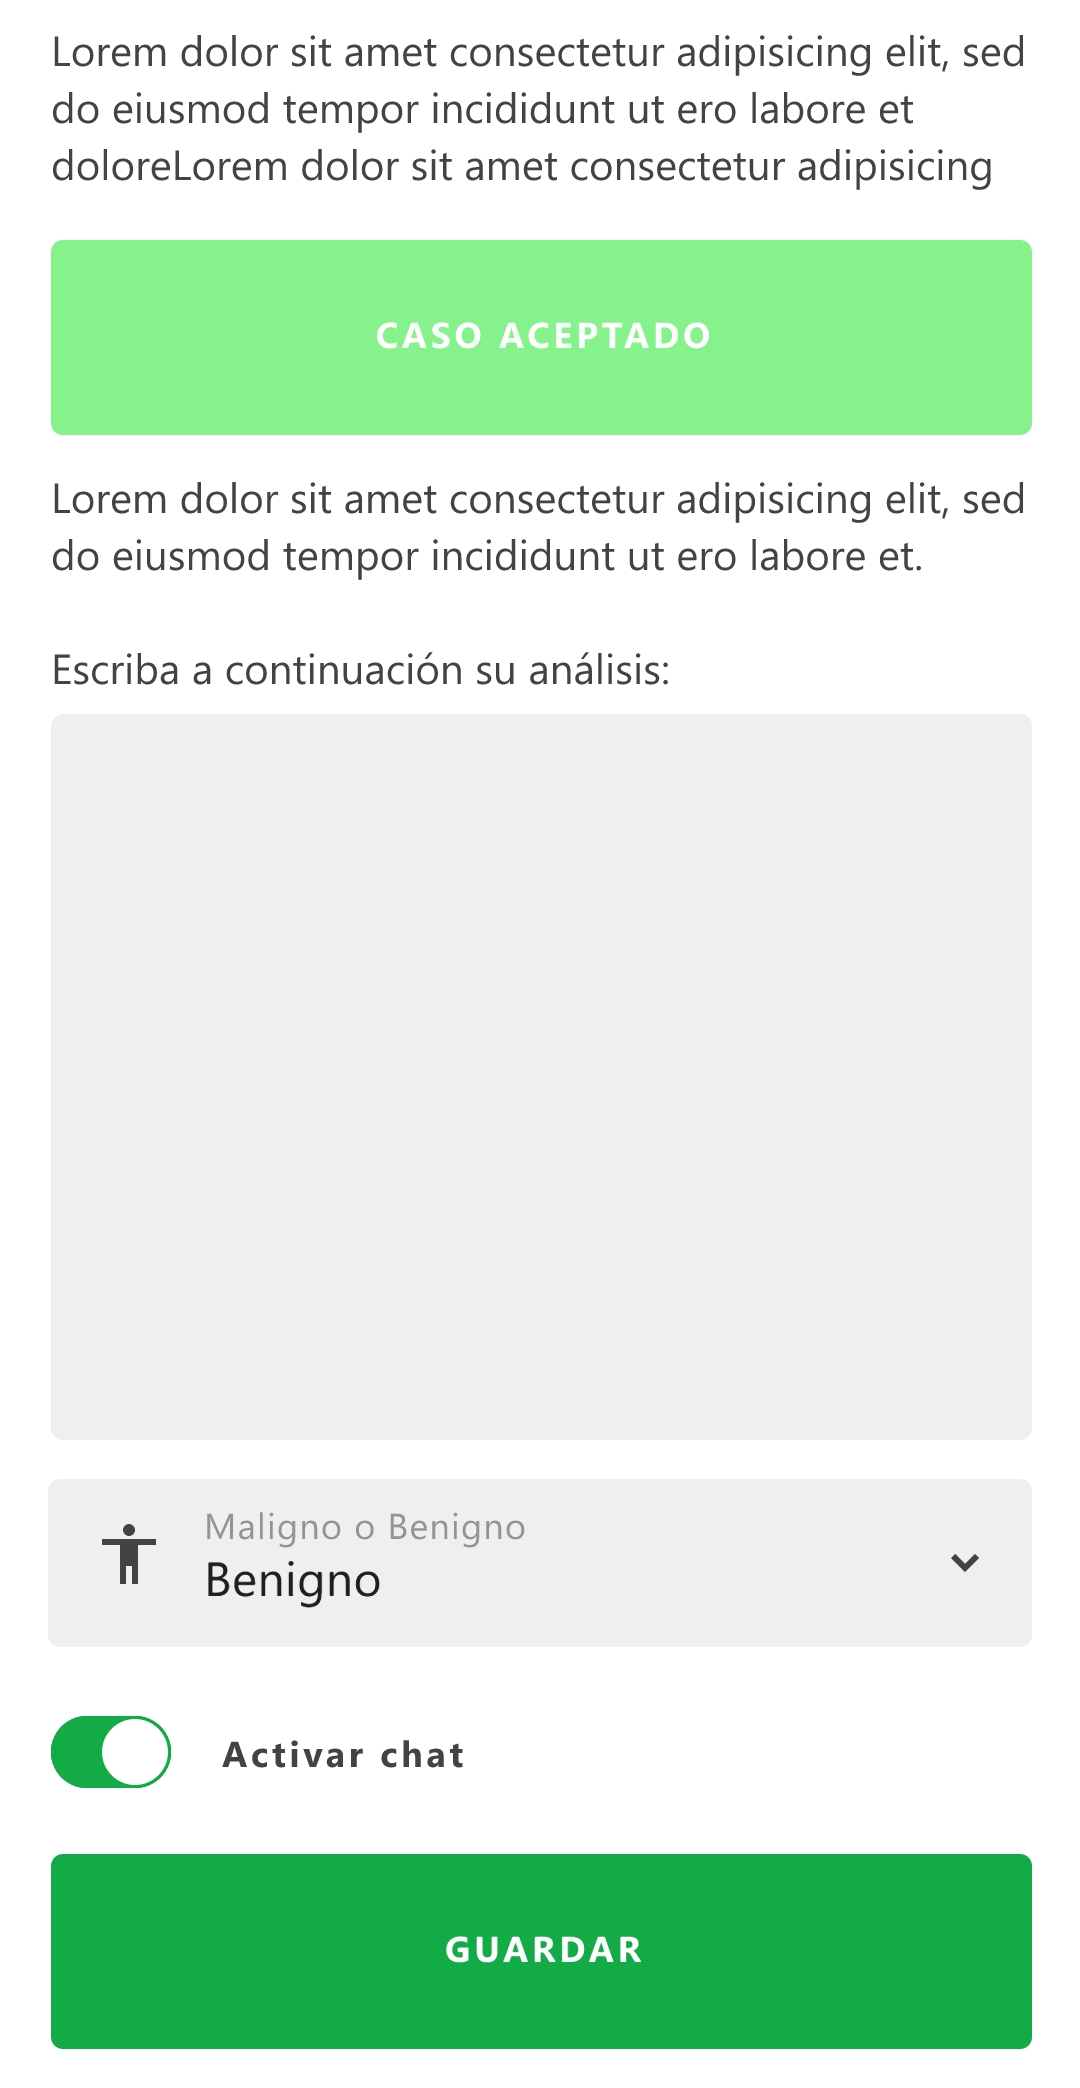 Lorem dolor sit amet consectetur adipisicing elit, sed
do eiusmod tempor incididunt ut ero labore et
doloreLorem dolor sit amet consectetur adipisicing
CASO ACEPTADO
Lorem dolor sit amet consectetur adipisicing elit, sed
do eiusmod tempor incididunt ut ero labore et.
Escriba a continuación su análisis:
Maligno o Benigno
Benigno
Activar chat
GUARDAR